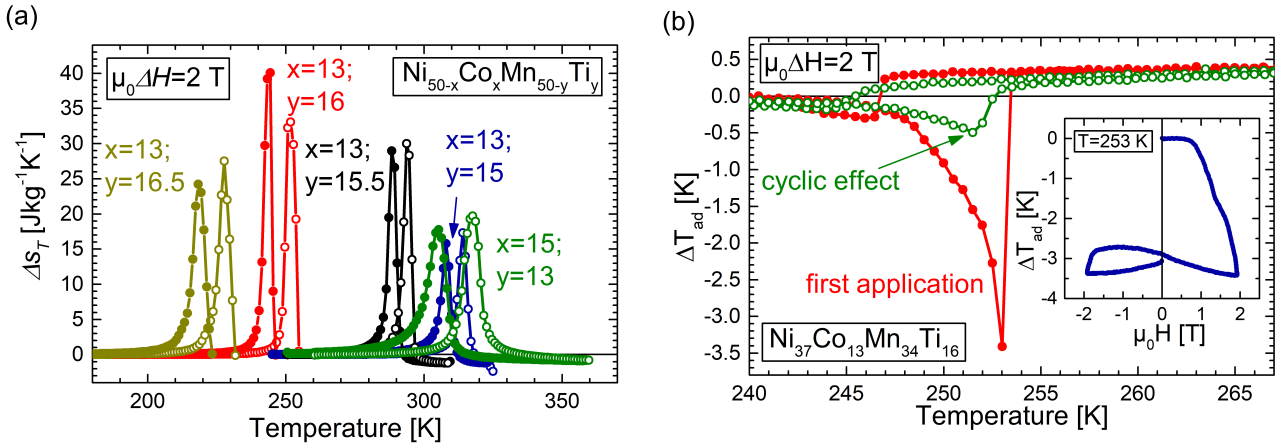 (a)
μ₀ΔH=2 T
Ni₅₀₋ₓCoₓMn₅₀₋ᵧTiᵧ
x=13;
y=16
x=13;
y=16.5
x=13;
y=15.5
x=13;
y=15
x=15;
y=13
40
35
30
25
20
15
10
5
0
Δs_T [Jkg⁻¹K⁻¹]
200
250
300
350
Temperature [K]
(b)
μ₀ΔH=2 T
0.5
0.0
-0.5
-1.0
-1.5
-2.0
-2.5
-3.0
-3.5
ΔT_ad [K]
cyclic effect
first application
Ni₃₇Co₁₃Mn₃₄Ti₁₆
T=253 K
0
-1
-2
-3
-4
ΔT_ad [K]
-2
-1
0
1
2
μ₀H [T]
240
245
250
255
260
265
Temperature [K]